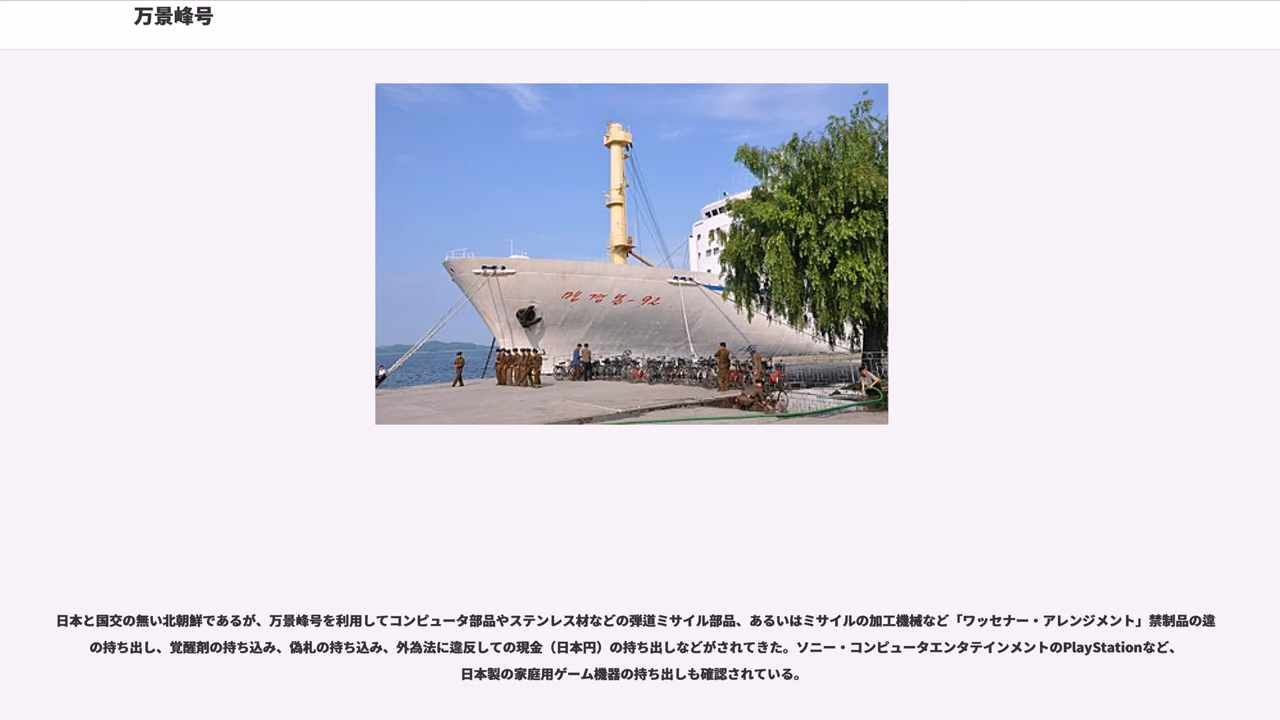 万景峰号
만경봉-92
日本と国交の無い北朝鮮であるが、万景峰号を利用してコンピュータ部品やステンレス材などの弾道ミサイル部品、あるいはミサイルの加工機械など「ワッセナー・アレンジメント」禁制品の違
の持ち出し、覚醒剤の持ち込み、偽札の持ち込み、外為法に違反しての現金（日本円）の持ち出しなどがされてきた。ソニー・コンピュータエンタテインメントのPlayStationなど、
日本製の家庭用ゲーム機器の持ち出しも確認されている。